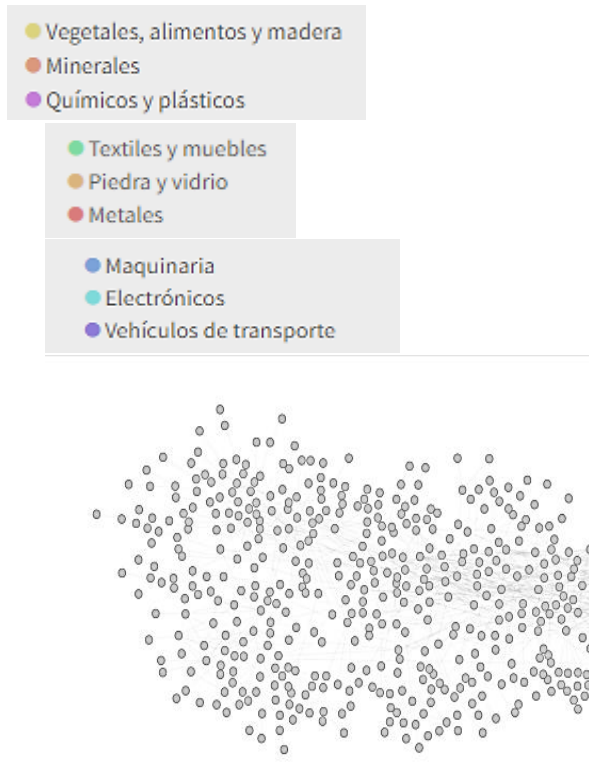 Vegetales, alimentos y madera
Minerales
Químicos y plásticos
Textiles y muebles
Piedra y vidrio
Metales
Maquinaria
Electrónicos
Vehículos de transporte